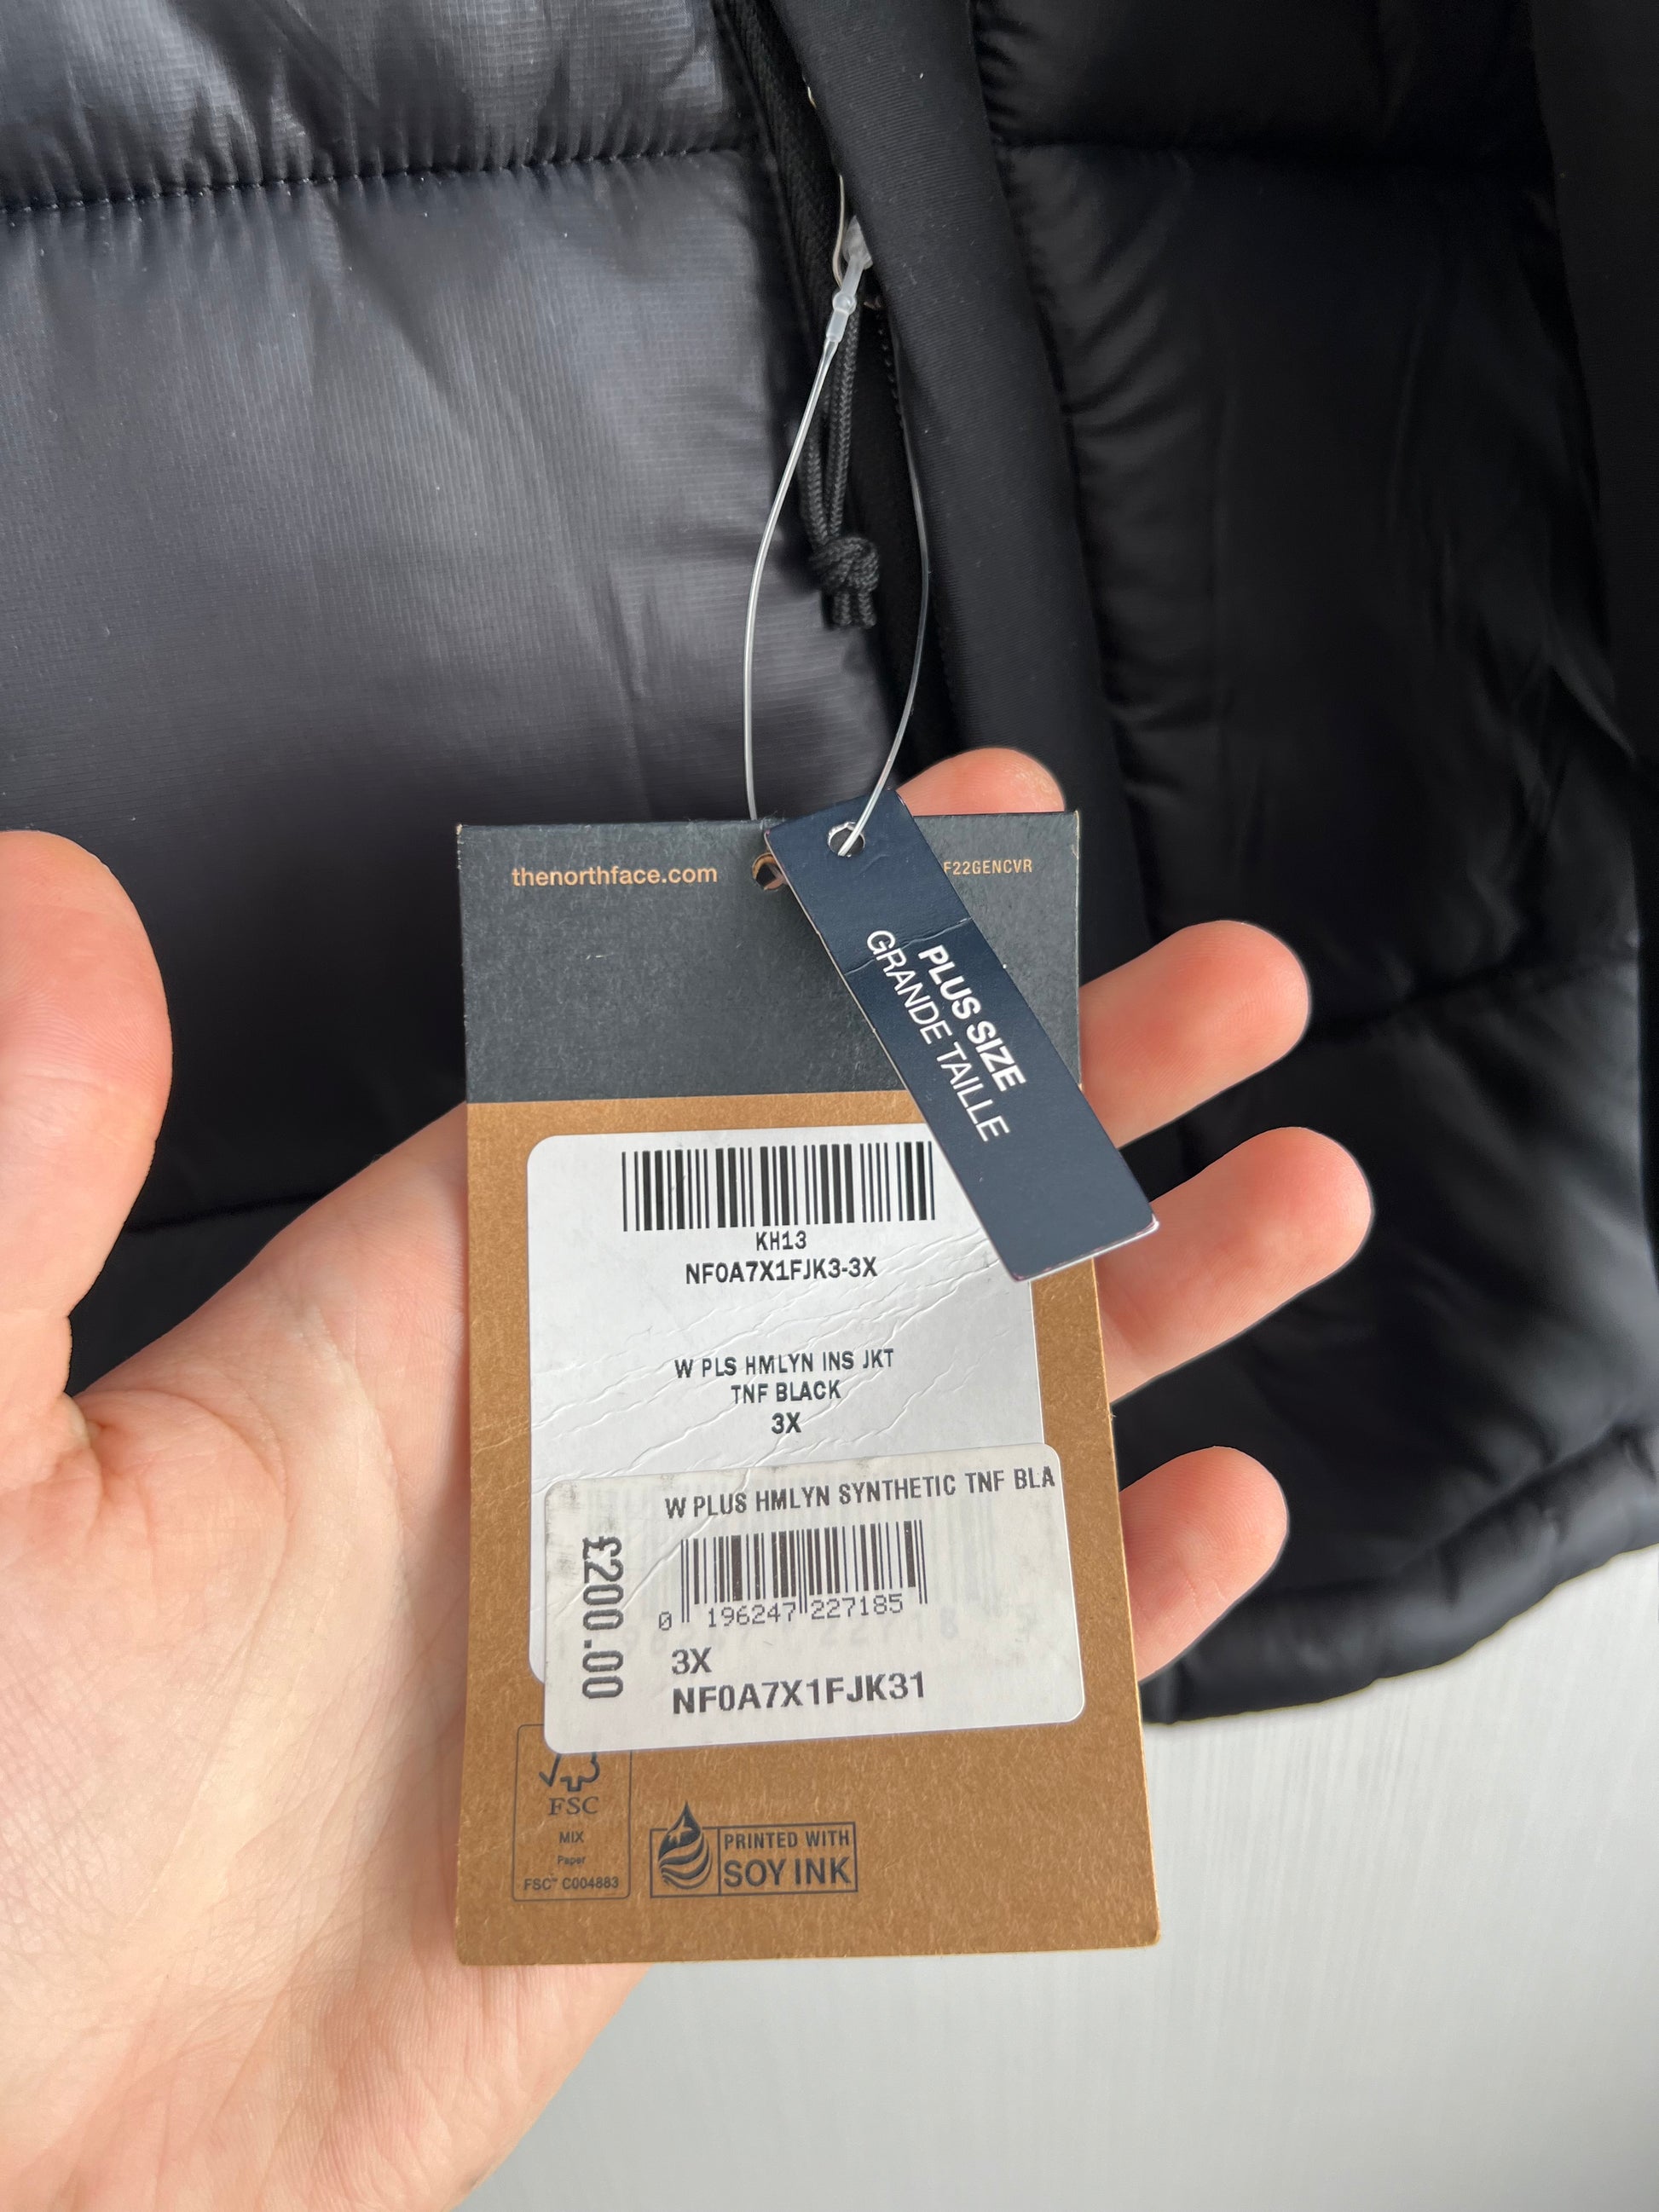 thenorthface.com
F22GENCVR
PLUS SIZE
GRANDE TAILLE
KH13
NF0A7X1FJK3-3X
W PLS HMLYN INS JKT
TNF BLACK
3X
W PLUS HMLYN SYNTHETIC TNF BLA
£200.00
0 196247 227185
3X
NF0A7X1FJK31
FSC
MIX
Paper
FSC™ C004883
PRINTED WITH
SOY INK